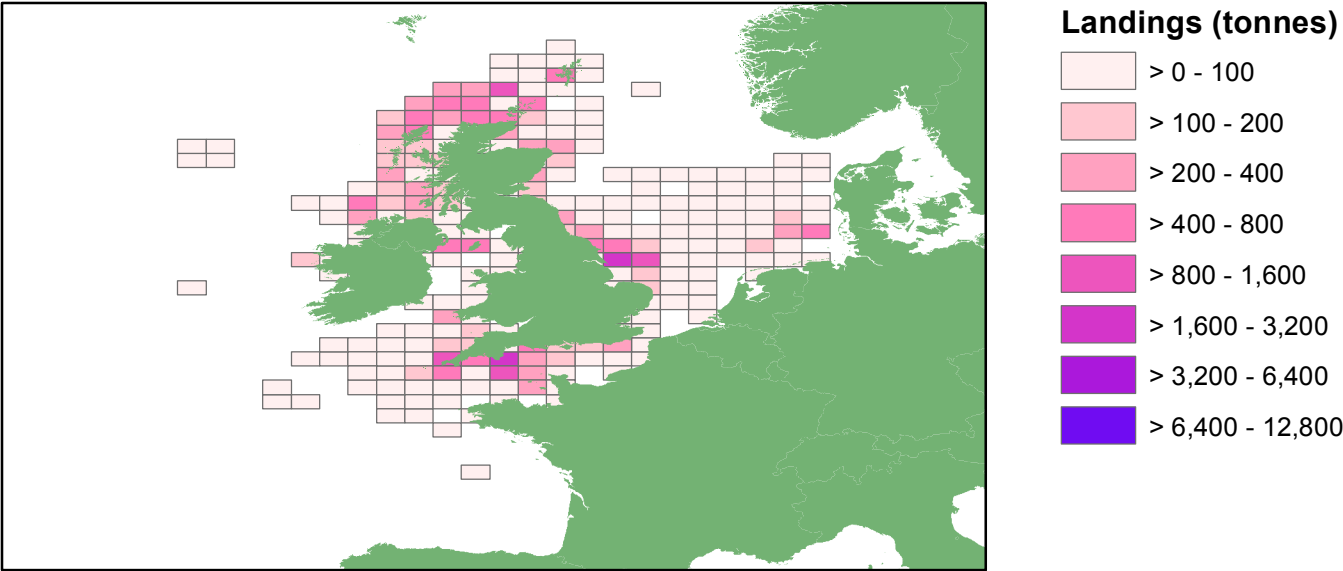 Landings (tonnes)
> 0 - 100
> 100 - 200
> 200 - 400
> 400 - 800
> 800 - 1,600
> 1,600 - 3,200
> 3,200 - 6,400
> 6,400 - 12,800